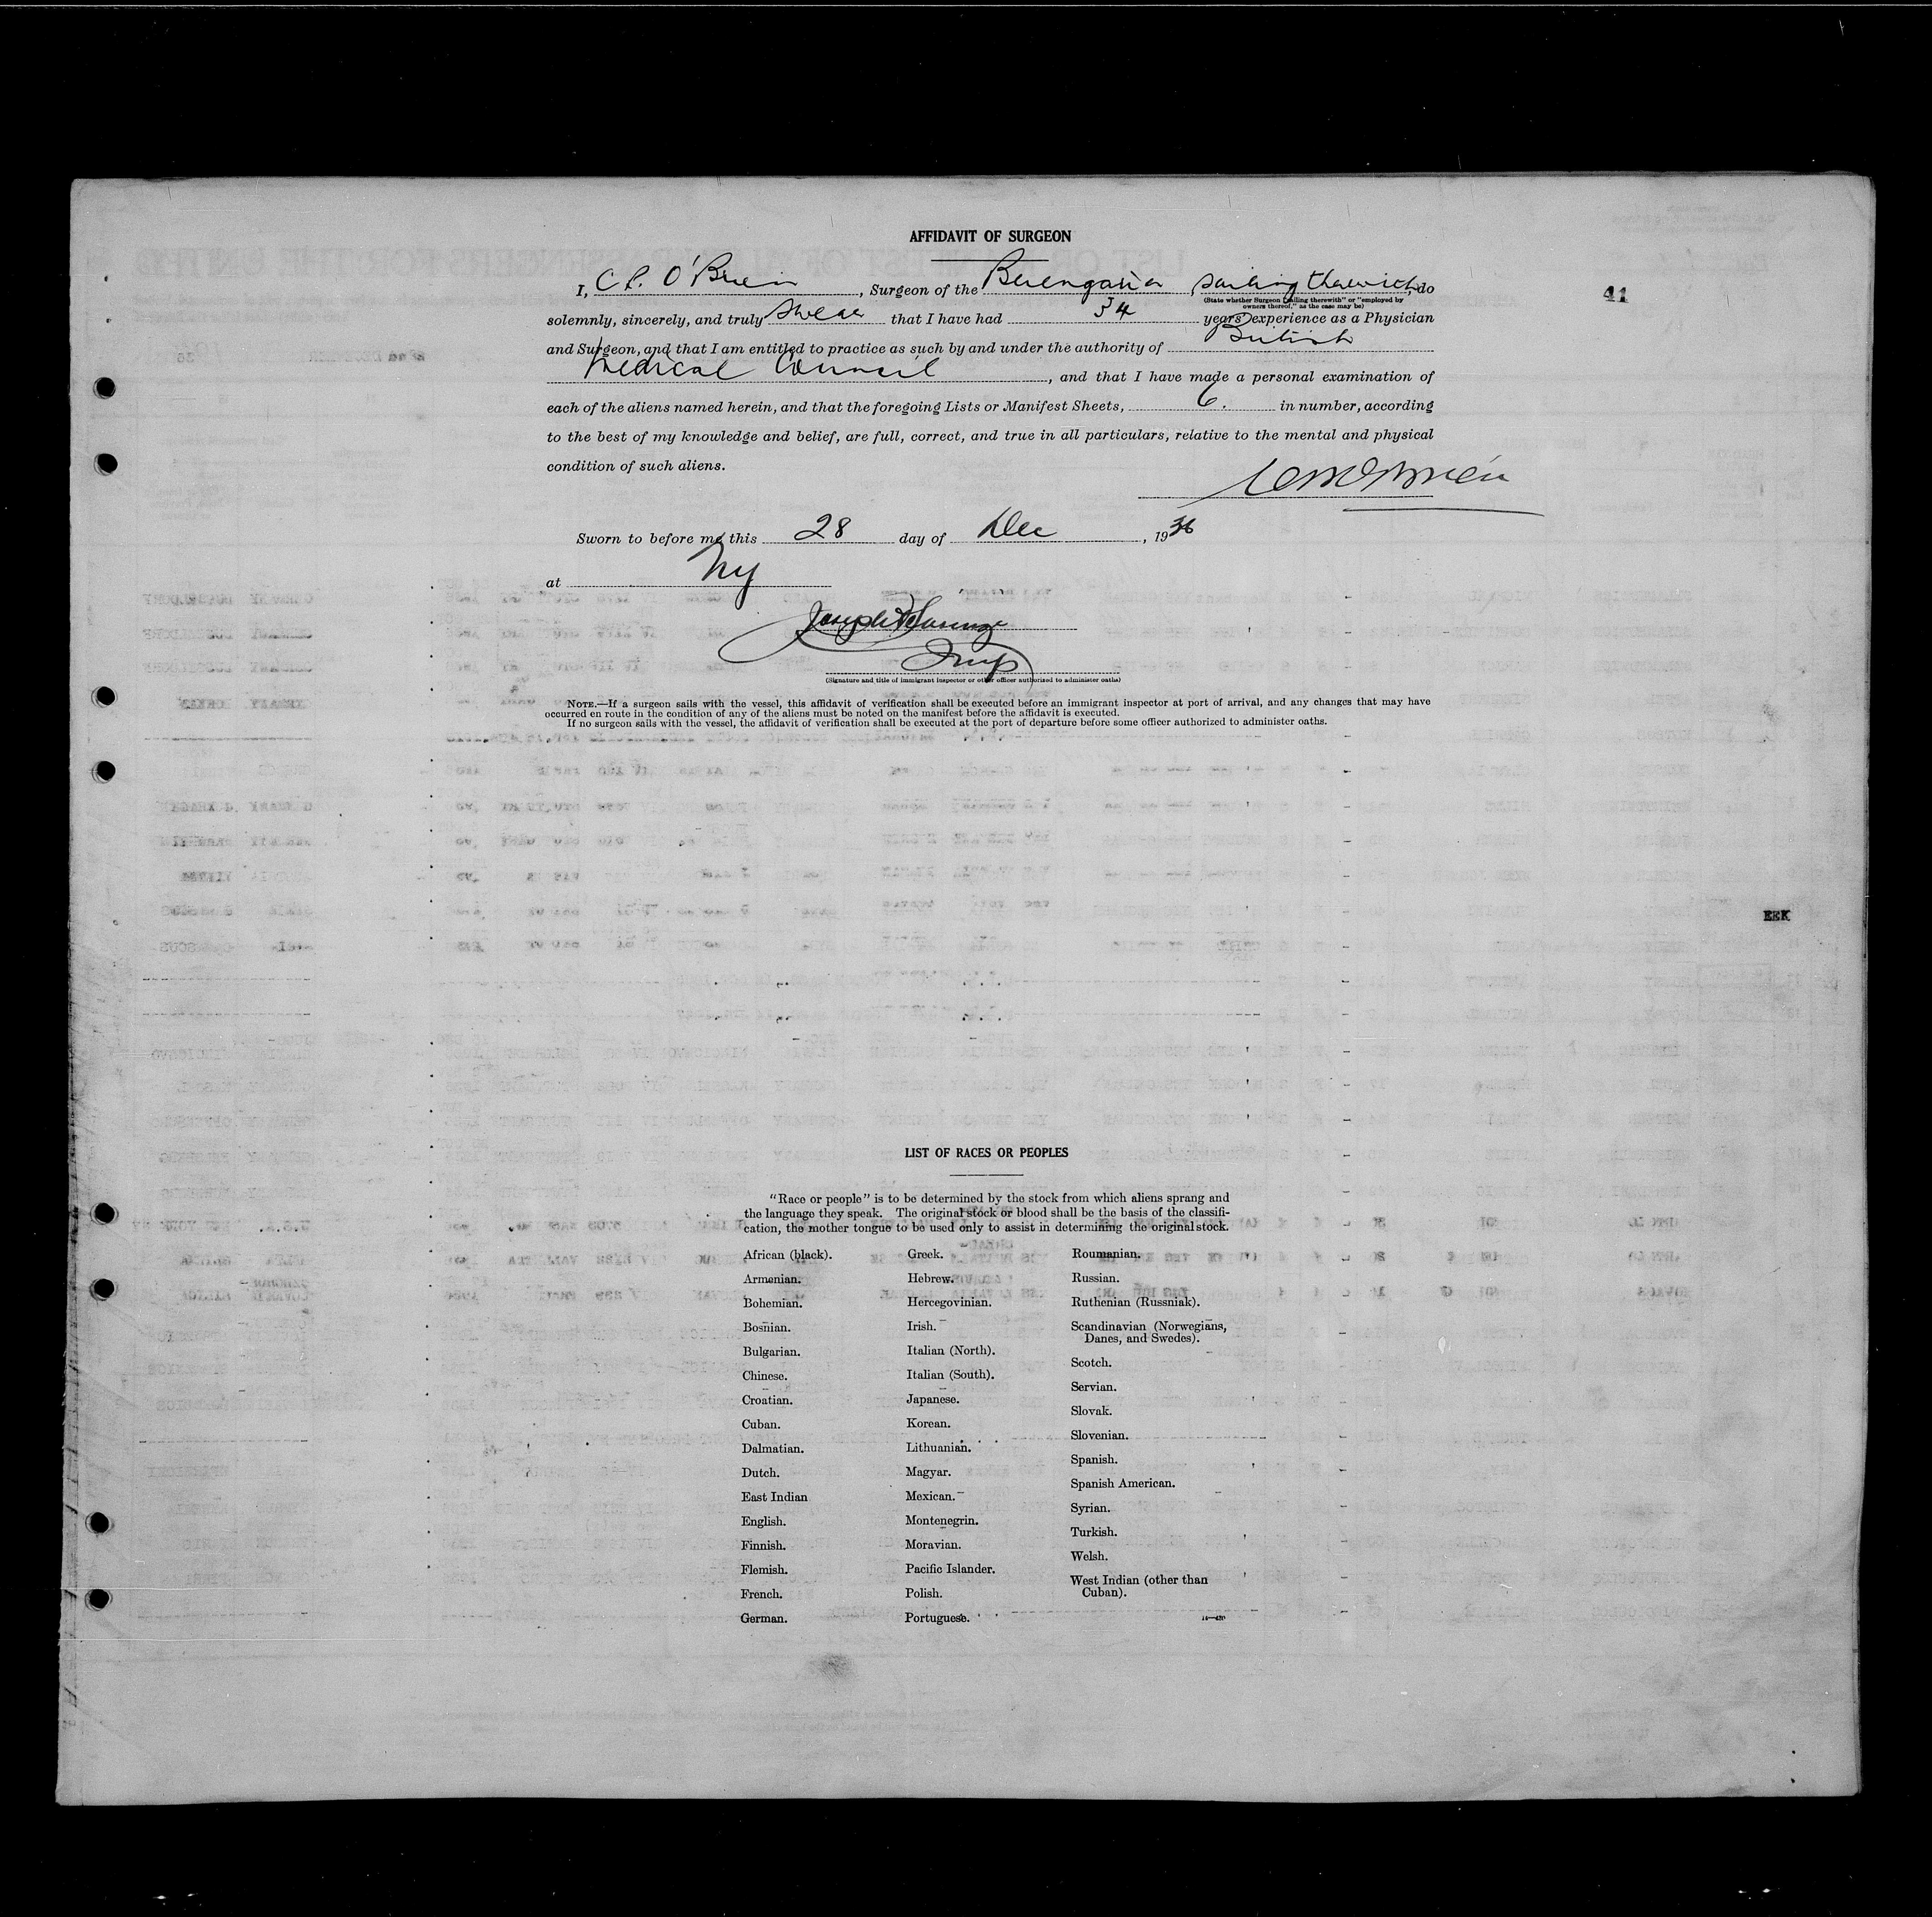 AFFIDAVIT OF SURGEON
I, C P. O'Brien, Surgeon of the Berengaria sailing therewith, do
(State whether Surgeon "sailing therewith" or "employed by
owners thereof," as the case may be)
41
solemnly, sincerely, and truly swear that I have had 34 years' experience as a Physician
and Surgeon, and that I am entitled to practice as such by and under the authority of British
Medical Council, and that I have made a personal examination of
each of the aliens named herein, and that the foregoing Lists or Manifest Sheets, 6. in number, according
to the best of my knowledge and belief, are full, correct, and true in all particulars, relative to the mental and physical
condition of such aliens.
Sworn to before me this 28 day of Dec, 1936
at NY
Insp
(Signature and title of immigrant inspector or other officer authorized to administer oaths)
NOTE.—If a surgeon sails with the vessel, this affidavit of verification shall be executed before an immigrant inspector at port of arrival, and any changes that may have
occurred en route in the condition of any of the aliens must be noted on the manifest before the affidavit is executed.
If no surgeon sails with the vessel, the affidavit of verification shall be executed at the port of departure before some officer authorized to administer oaths.
EEK
LIST OF RACES OR PEOPLES
"Race or people" is to be determined by the stock from which aliens sprang and
the language they speak. The original stock or blood shall be the basis of the classifi-
cation, the mother tongue to be used only to assist in determining the original stock.
African (black).
Armenian.
Bohemian.
Bosnian.
Bulgarian.
Chinese.
Croatian.
Cuban.
Dalmatian.
Dutch.
East Indian
English.
Finnish.
Flemish.
French.
German.
Greek.
Hebrew.
Hercegovinian.
Irish.
Italian (North).
Italian (South).
Japanese.
Korean.
Lithuanian.
Magyar.
Mexican.
Montenegrin.
Moravian.
Pacific Islander.
Polish.
Portuguese.
Roumanian.
Russian.
Ruthenian (Russniak).
Scandinavian (Norwegians,
Danes, and Swedes).
Scotch.
Servian.
Slovak.
Slovenian.
Spanish.
Spanish American.
Syrian.
Turkish.
Welsh.
West Indian (other than
Cuban).